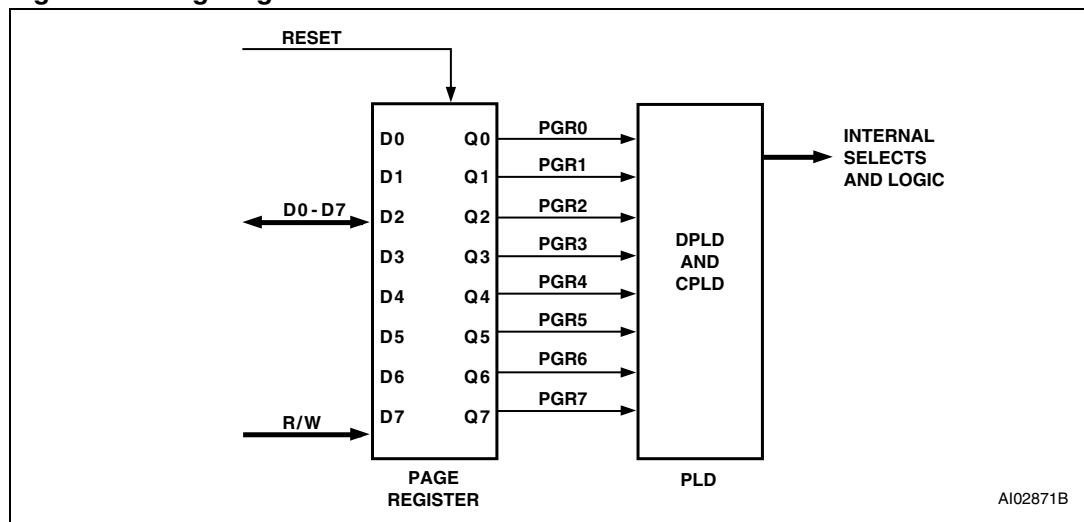 RESET
D0 Q0 PGR0
D1 Q1 PGR1
D0-D7 D2 Q2 PGR2
D3 Q3 PGR3
D4 Q4 PGR4
D5 Q5 PGR5
D6 Q6 PGR6
R/W D7 Q7 PGR7
DPLD
AND
CPLD
INTERNAL
SELECTS
AND LOGIC
PAGE
REGISTER
PLD
AI02871B